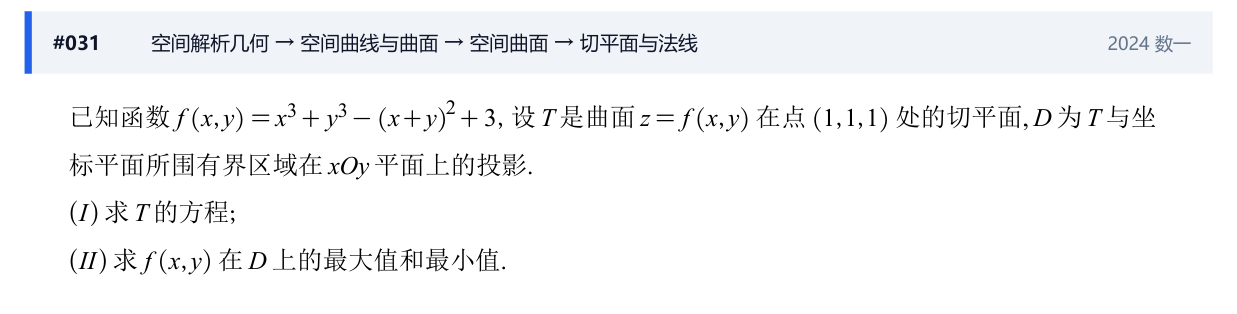 #031 空间解析几何 → 空间曲线与曲面 → 空间曲面 → 切平面与法线 2024 数一
已知函数 f(x,y)=x³+y³−(x+y)²+3, 设 T 是曲面 z=f(x,y) 在点 (1,1,1) 处的切平面, D 为 T 与坐
标平面所围有界区域在 xOy 平面上的投影.
(I) 求 T 的方程;
(II) 求 f(x,y) 在 D 上的最大值和最小值.